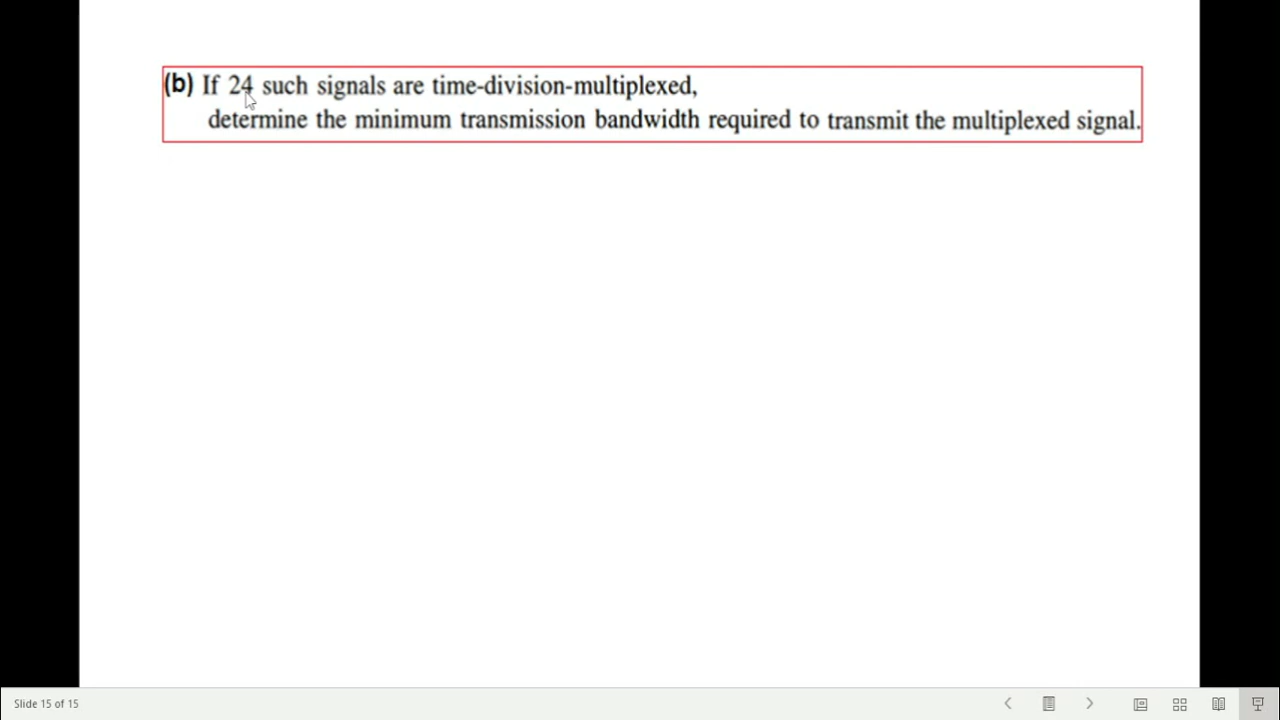 (b) If 24 such signals are time-division-multiplexed,
determine the minimum transmission bandwidth required to transmit the multiplexed signal.
Slide 15 of 15